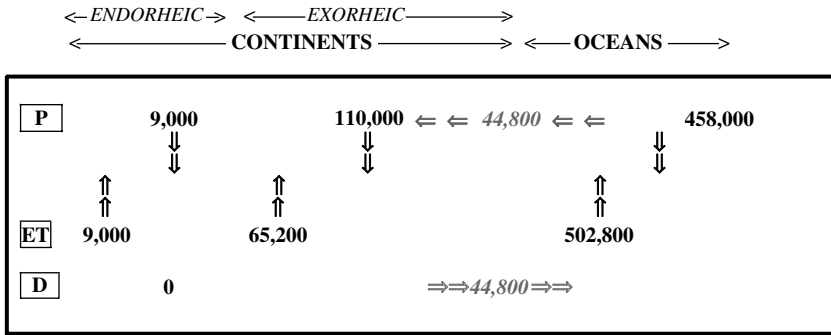 ENDORHEIC EXORHEIC
CONTINENTS OCEANS
P 9,000 110,000 44,800 458,000
ET 9,000 65,200 502,800
D 0 44,800